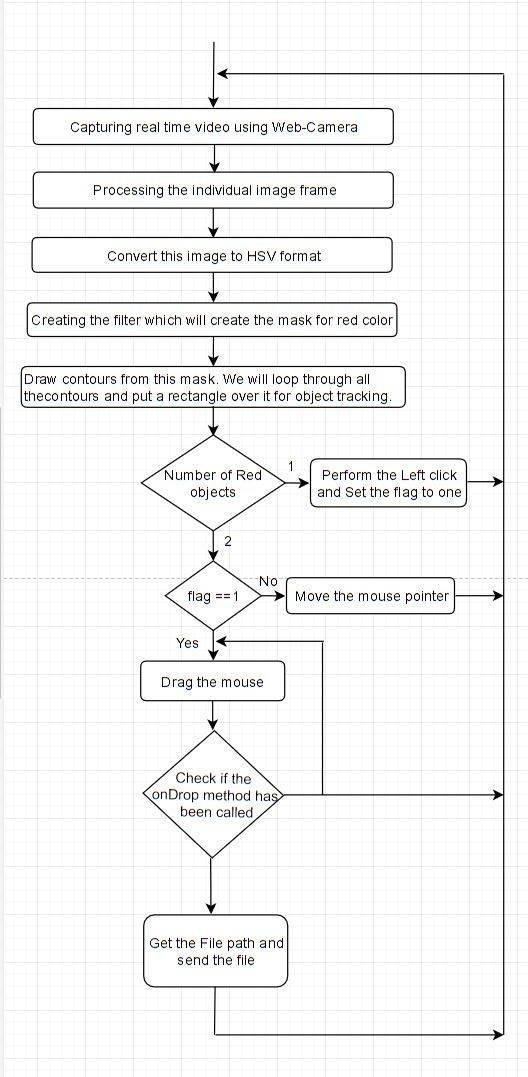 Capturing real time video using Web-Camera
Processing the individual image frame
Convert this image to HSV format
Creating the filter which will create the mask for red color
Draw contours from this mask. We will loop through all
thecontours and put a rectangle over it for object tracking.
Number of Red
objects
1
Perform the Left click
and Set the flag to one
2
flag ==1
No
Move the mouse pointer
Yes
Drag the mouse
Check if the
onDrop method has
been called
Get the File path and
send the file